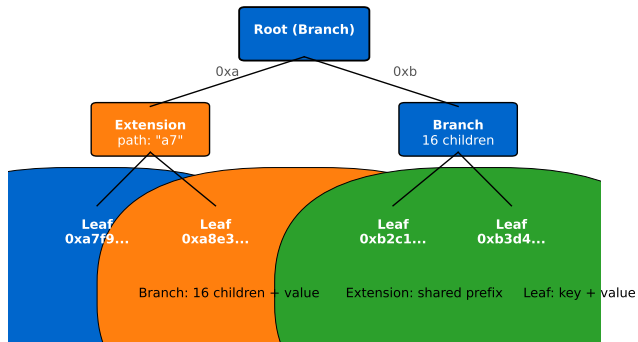 Root (Branch)
0xa
0xb
Extension
path: "a7"
Branch
16 children
Leaf
0xa7f9...
Leaf
0xa8e3...
Leaf
0xb2c1...
Leaf
0xb3d4...
Branch: 16 children + value
Extension: shared prefix
Leaf: key + value